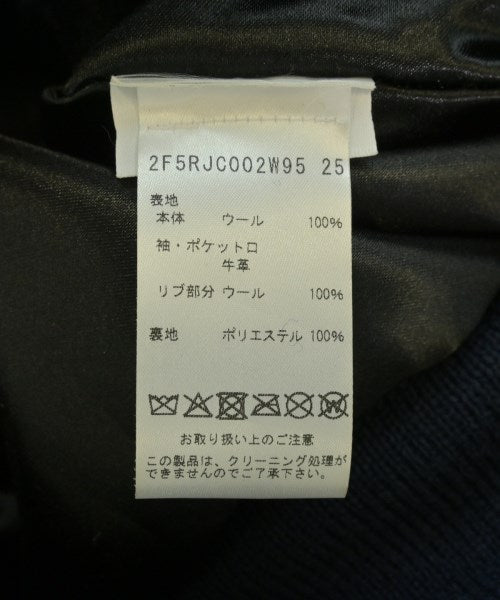 2F5RJC002W95 25
表地
本体 ウール 100%
袖・ポケット口
牛革
リブ部分 ウール 100%
裏地 ポリエステル 100%
お取り扱い上のご注意
この製品は、クリーニング処理が
できませんのでご了承下さい。